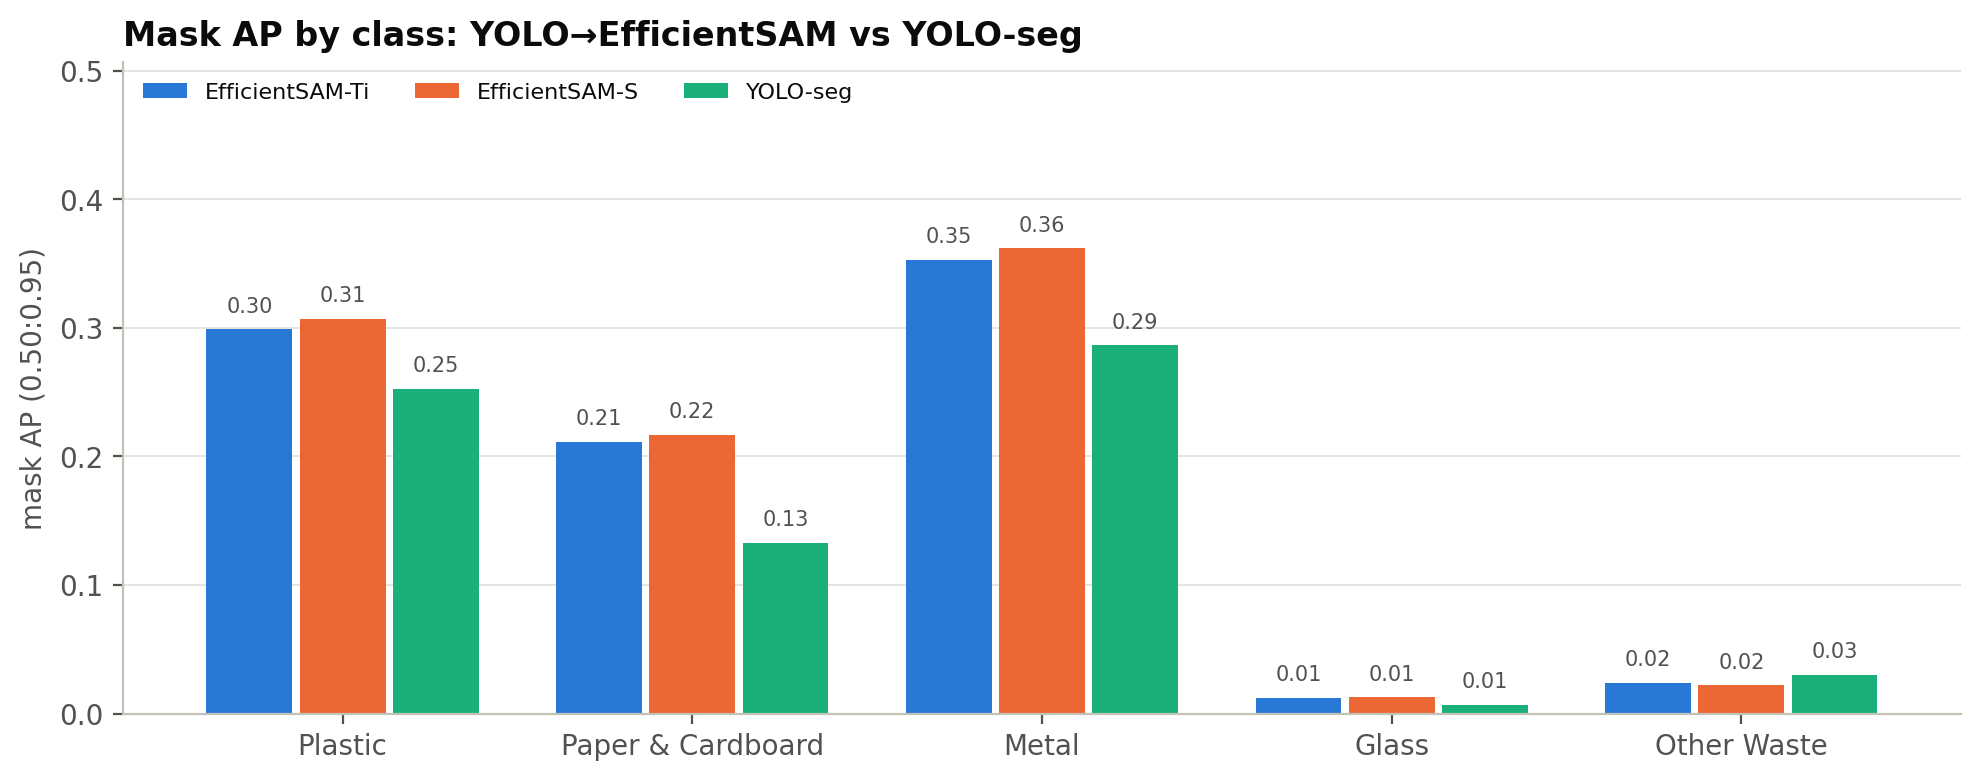 Mask AP by class: YOLO→EfficientSAM vs YOLO-seg
EfficientSAM-Ti EfficientSAM-S YOLO-seg
mask AP (0.50:0.95)
0.5
0.4
0.3
0.2
0.1
0.0
0.30 0.31 0.25
0.21 0.22 0.13
0.35 0.36 0.29
0.01 0.01 0.01
0.02 0.02 0.03
Plastic Paper & Cardboard Metal Glass Other Waste